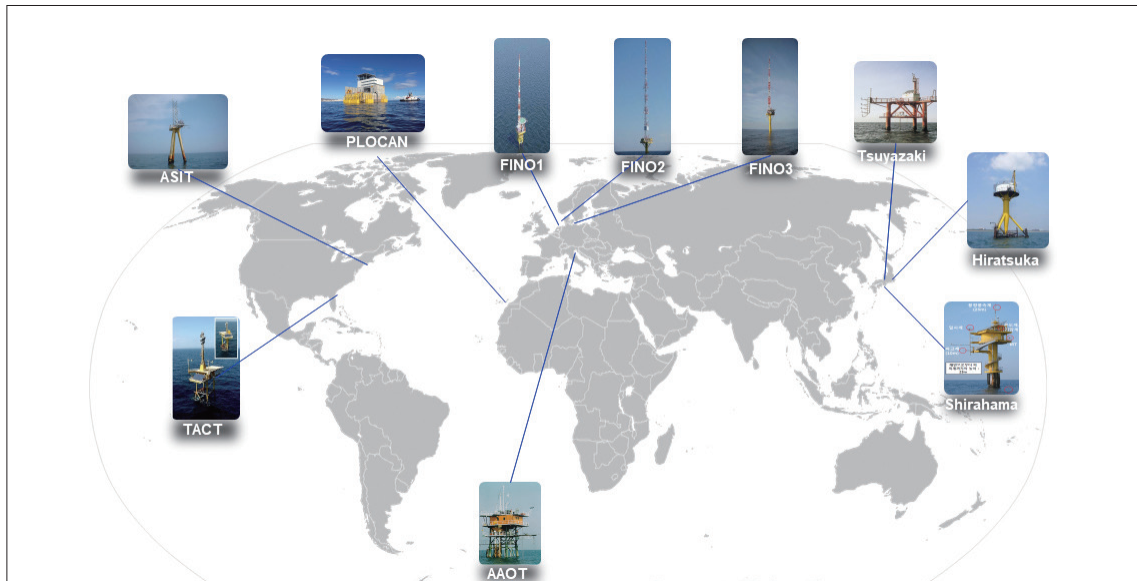 PLOCAN
FINO1
FINO2
FINO3
Tsuyazaki
ASIT
Hiratsuka
TACT
Shirahama
AAOT